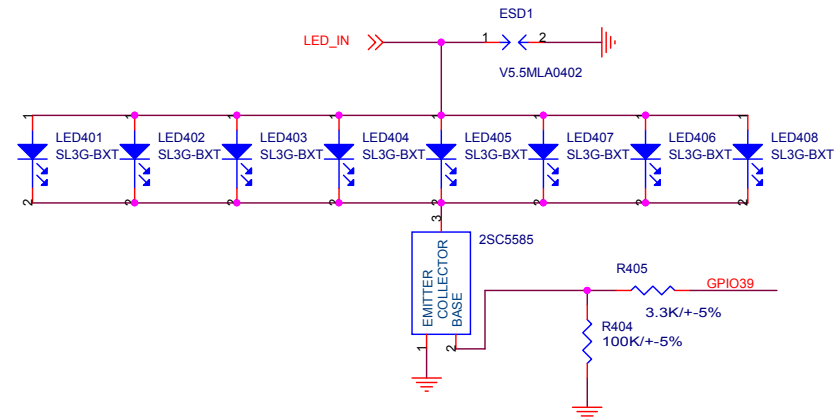 ESD1
LED_IN
1 2
V5.5MLA0402
1 1 1 1 1 1 1 1
LED401 LED402 LED403 LED404 LED405 LED407 LED406 LED408
SL3G-BXT SL3G-BXT SL3G-BXT SL3G-BXT SL3G-BXT SL3G-BXT SL3G-BXT SL3G-BXT
2 2 2 2 2 2 2 2
3
2SC5585
EMITTER
COLLECTOR
BASE
1 2
R405
GPIO39
3.3K/+-5%
R404
100K/+-5%